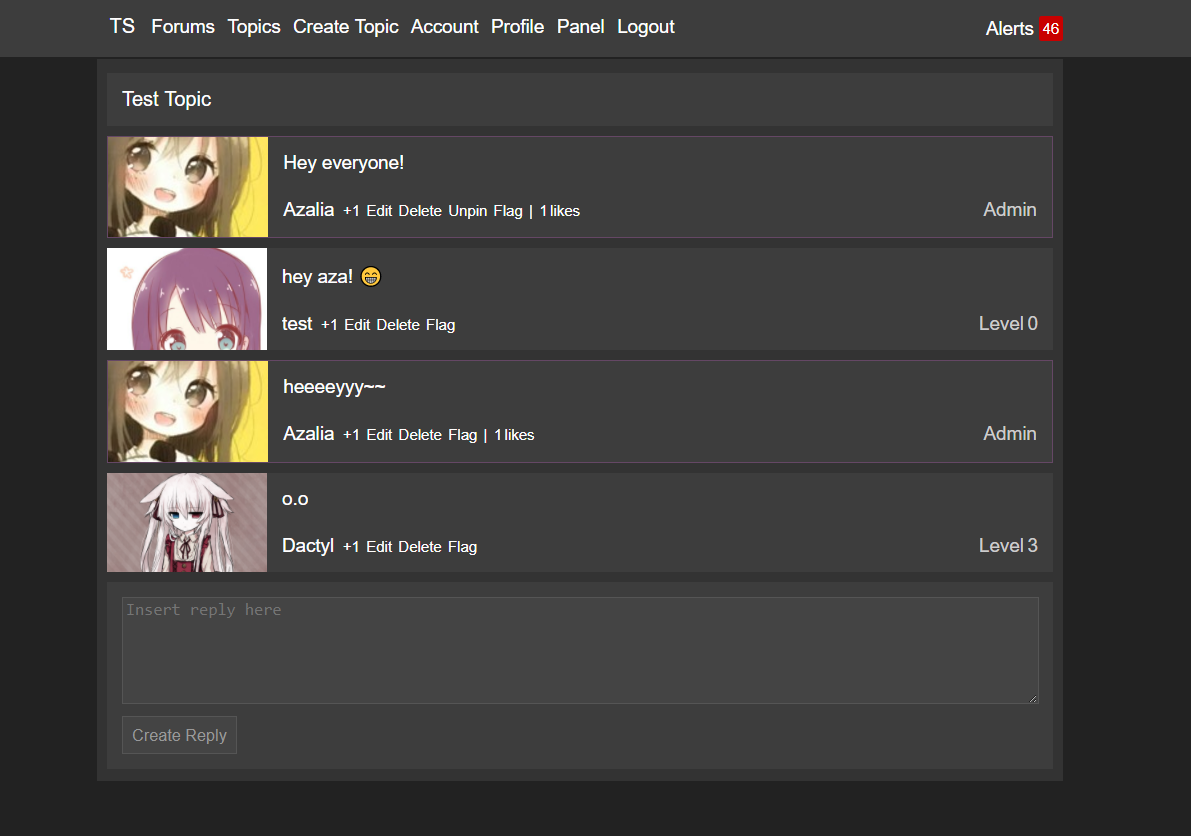 TS Forums Topics Create Topic Account Profile Panel Logout Alerts 46
Test Topic
Hey everyone!
Azalia +1 Edit Delete Unpin Flag | 1 likes Admin
hey aza! 😁
test +1 Edit Delete Flag Level 0
heeeeyyy~~
Azalia +1 Edit Delete Flag | 1 likes Admin
o.o
Dactyl +1 Edit Delete Flag Level 3
Insert reply here
Create Reply